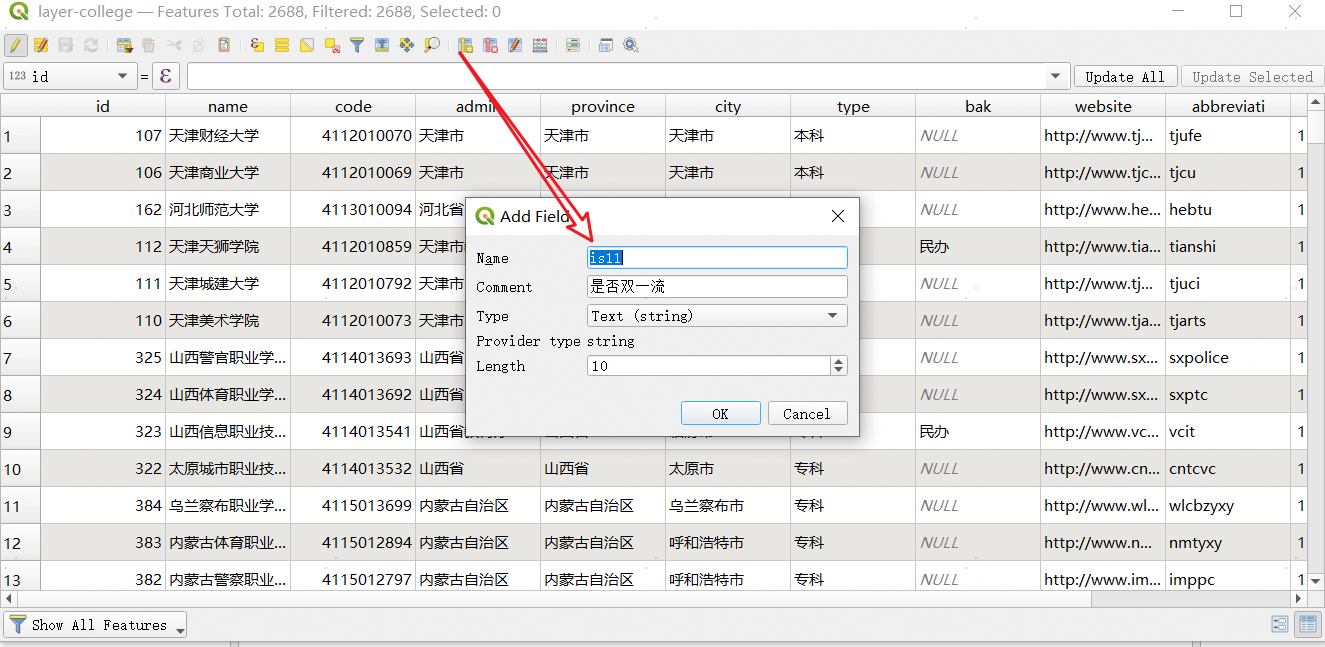 layer-college — Features Total: 2688, Filtered: 2688, Selected: 0
123 id = ε Update All Update Selected
id name code admin province city type bak website abbreviati
1 107 天津财经大学 4112010070 天津市 天津市 天津市 本科 NULL http://www.tj... tjufe 1
2 106 天津商业大学 4112010069 天津市 天津市 天津市 本科 NULL http://www.tjc... tjcu 1
3 162 河北师范大学 4113010094 河北省 NULL http://www.he... hebtu 1
4 112 天津天狮学院 4112010859 天津市 民办 http://www.tia... tianshi 1
5 111 天津城建大学 4112010792 天津市 NULL http://www.tj... tjuci 1
6 110 天津美术学院 4112010073 天津市 NULL http://www.tja... tjarts 1
7 325 山西警官职业学... 4114013693 山西省 NULL http://www.sx... sxpolice 1
8 324 山西体育职业学... 4114013692 山西省 NULL http://www.sx... sxptc 1
9 323 山西信息职业技... 4114013541 山西省 民办 http://www.vc... vcit 1
10 322 太原城市职业技... 4114013532 山西省 山西省 太原市 专科 NULL http://www.cn... cntcvc 1
11 384 乌兰察布职业学... 4115013699 内蒙古自治区 内蒙古自治区 乌兰察布市 专科 NULL http://www.wl... wlcbzyxy 1
12 383 内蒙古体育职业... 4115012894 内蒙古自治区 内蒙古自治区 呼和浩特市 专科 NULL http://www.n... nmtyxy 1
13 382 内蒙古警察职业... 4115012797 内蒙古自治区 内蒙古自治区 呼和浩特市 专科 NULL http://www.im... imppc 1
Add Field
Name is11
Comment 是否双一流
Type Text (string)
Provider type string
Length 10
OK Cancel
Show All Features